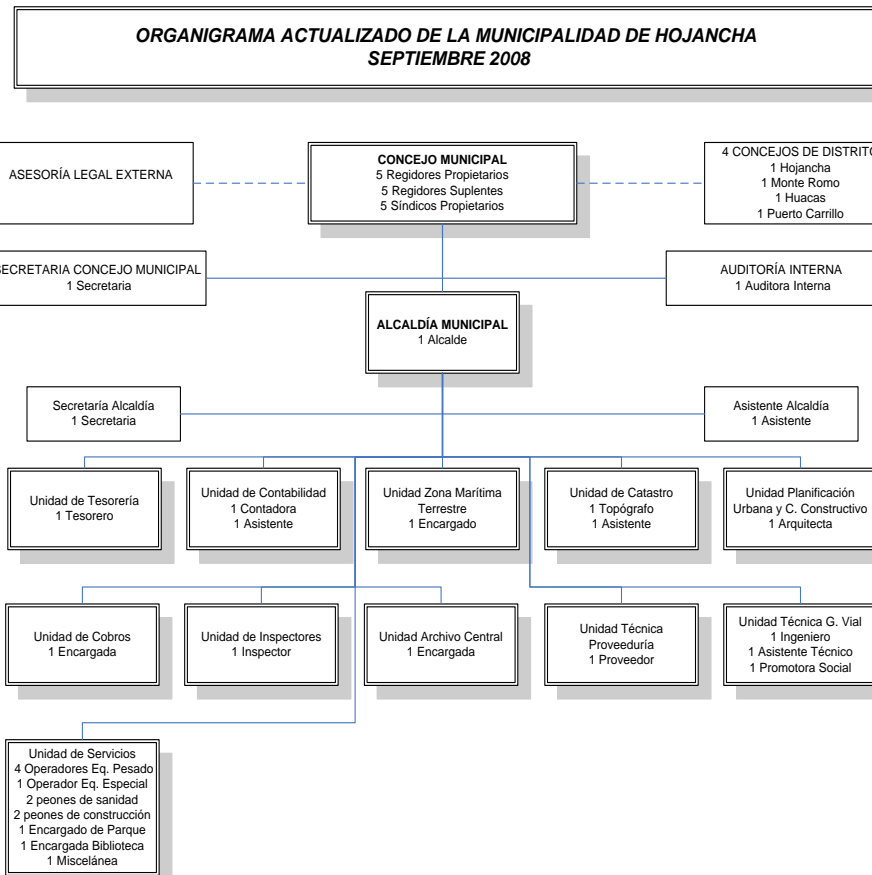 ORGANIGRAMA ACTUALIZADO DE LA MUNICIPALIDAD DE HOJANCHA
SEPTIEMBRE 2008
ASESORÍA LEGAL EXTERNA
CONCEJO MUNICIPAL
5 Regidores Propietarios
5 Regidores Suplentes
5 Síndicos Propietarios
4 CONCEJOS DE DISTRITO
1 Hojancha
1 Monte Romo
1 Huacas
1 Puerto Carrillo
SECRETARIA CONCEJO MUNICIPAL
1 Secretaria
AUDITORÍA INTERNA
1 Auditora Interna
ALCALDÍA MUNICIPAL
1 Alcalde
Secretaría Alcaldía
1 Secretaria
Asistente Alcaldía
1 Asistente
Unidad de Tesorería
1 Tesorero
Unidad de Contabilidad
1 Contadora
1 Asistente
Unidad Zona Marítima
Terrestre
1 Encargado
Unidad de Catastro
1 Topógrafo
1 Asistente
Unidad Planificación
Urbana y C. Constructivo
1 Arquitecta
Unidad de Cobros
1 Encargada
Unidad de Inspectores
1 Inspector
Unidad Archivo Central
1 Encargada
Unidad Técnica
Proveeduría
1 Proveedor
Unidad Técnica G. Vial
1 Ingeniero
1 Asistente Técnico
1 Promotora Social
Unidad de Servicios
4 Operadores Eq. Pesado
1 Operador Eq. Especial
2 peones de sanidad
2 peones de construcción
1 Encargado de Parque
1 Encargada Biblioteca
1 Miscelánea